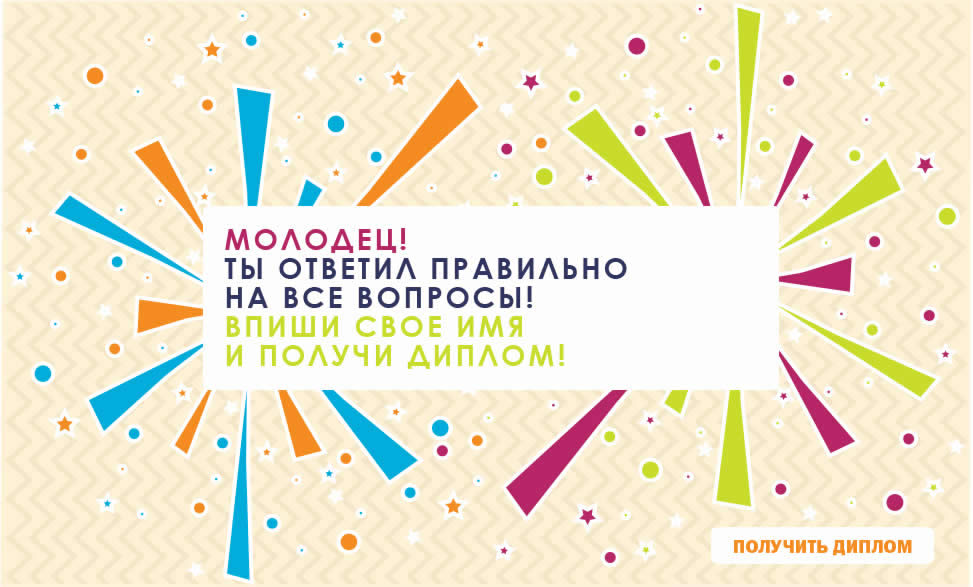 МОЛОДЕЦ!
ТЫ ОТВЕТИЛ ПРАВИЛЬНО
НА ВСЕ ВОПРОСЫ!
ВПИШИ СВОЕ ИМЯ
И ПОЛУЧИ ДИПЛОМ!
ПОЛУЧИТЬ ДИПЛОМ